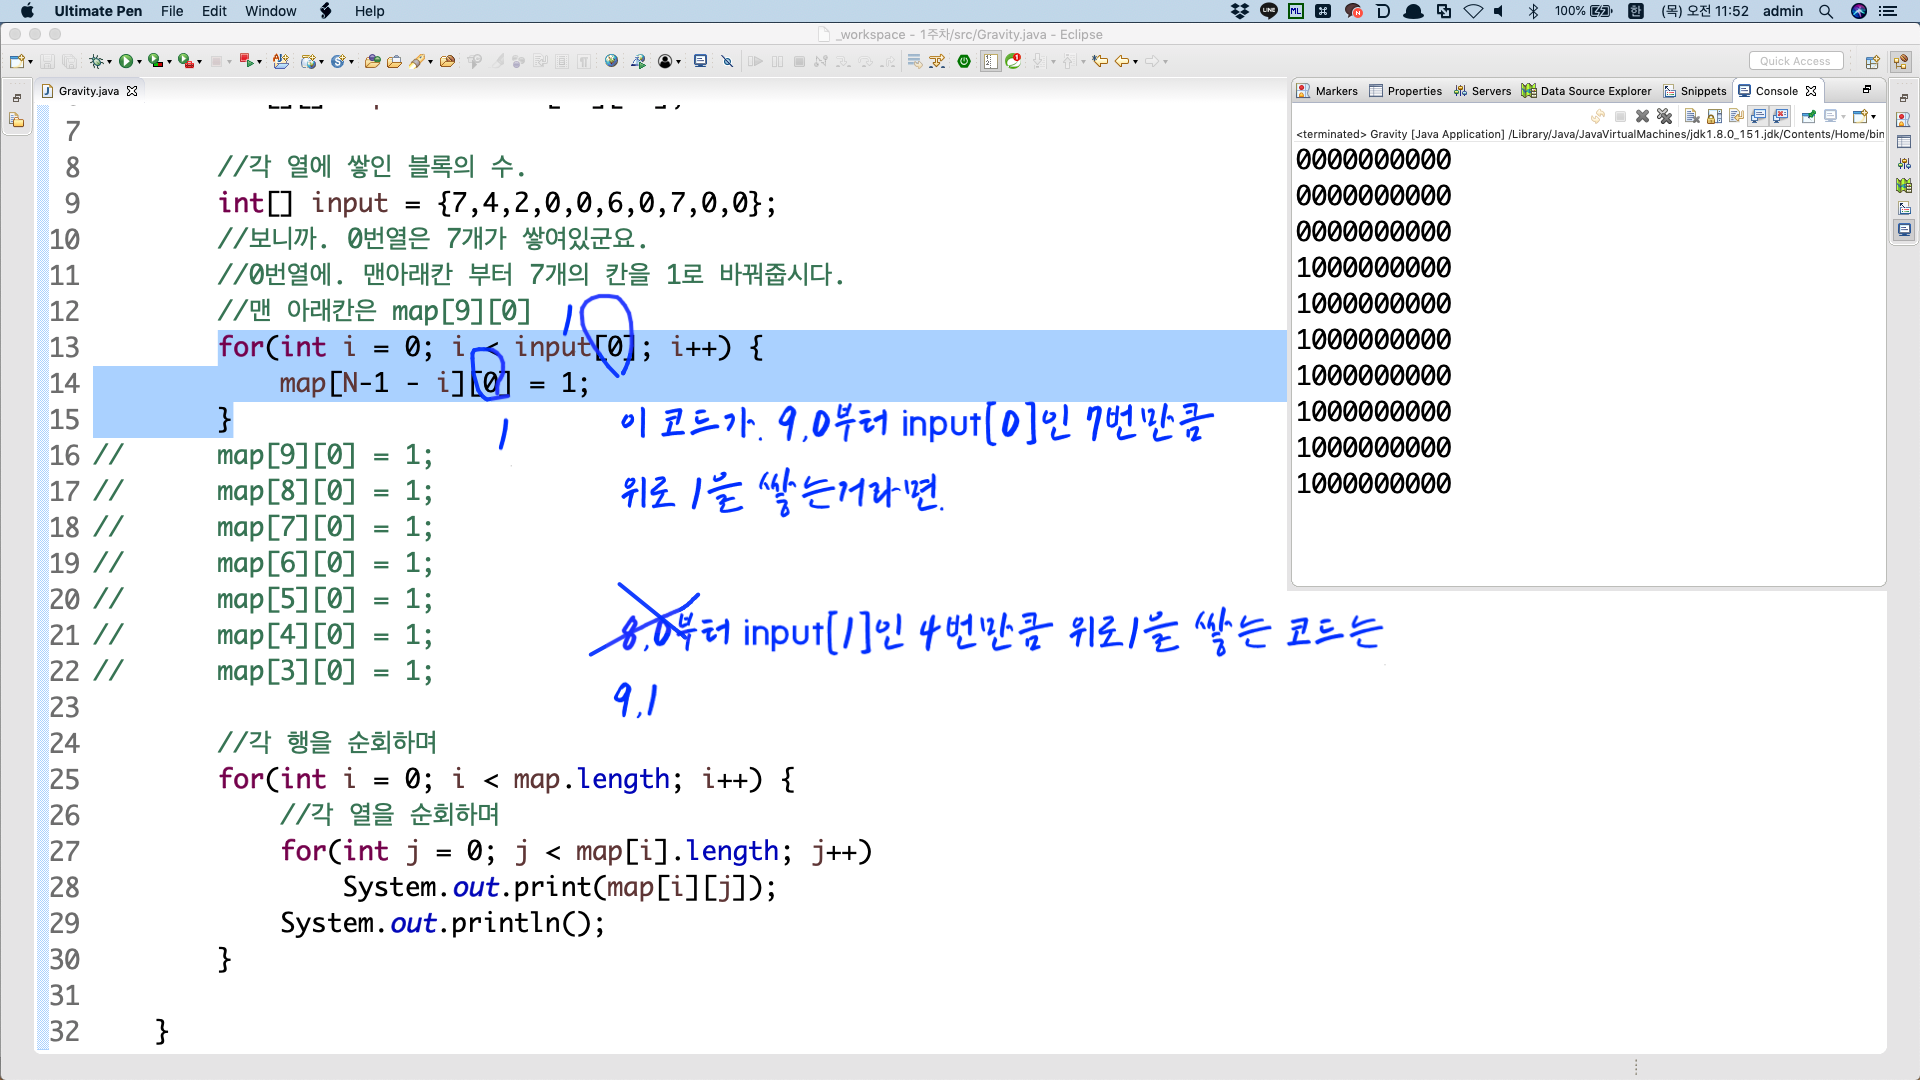 Ultimate Pen File Edit Window Help 100% (목) 오전 11:52 admin
_workspace - 1주차/src/Gravity.java - Eclipse
Quick Access
Gravity.java
7
8 //각 열에 쌓인 블록의 수.
9 int[] input = {7,4,2,0,0,6,0,7,0,0};
10 //보니까. 0번열은 7개가 쌓여있군요.
11 //0번열에. 맨아래칸 부터 7개의 칸을 1로 바꿔줍시다.
12 //맨 아래칸은 map[9][0]
1
13 for(int i = 0; i < input[0]; i++) {
14 map[N-1 - i][0] = 1;
15 }
1
이 코드가. 9,0부터 input[0]인 7번만큼
위로 1을 쌓는거라면.
8,0부터 input[1]인 4번만큼 위로 1을 쌓는 코드는
9,1
16 // map[9][0] = 1;
17 // map[8][0] = 1;
18 // map[7][0] = 1;
19 // map[6][0] = 1;
20 // map[5][0] = 1;
21 // map[4][0] = 1;
22 // map[3][0] = 1;
23
24 //각 행을 순회하며
25 for(int i = 0; i < map.length; i++) {
26 //각 열을 순회하며
27 for(int j = 0; j < map[i].length; j++)
28 System.out.print(map[i][j]);
29 System.out.println();
30 }
31
32 }
Markers Properties Servers Data Source Explorer Snippets Console
<terminated> Gravity [Java Application] /Library/Java/JavaVirtualMachines/jdk1.8.0_151.jdk/Contents/Home/bin
0000000000
0000000000
0000000000
1000000000
1000000000
1000000000
1000000000
1000000000
1000000000
1000000000